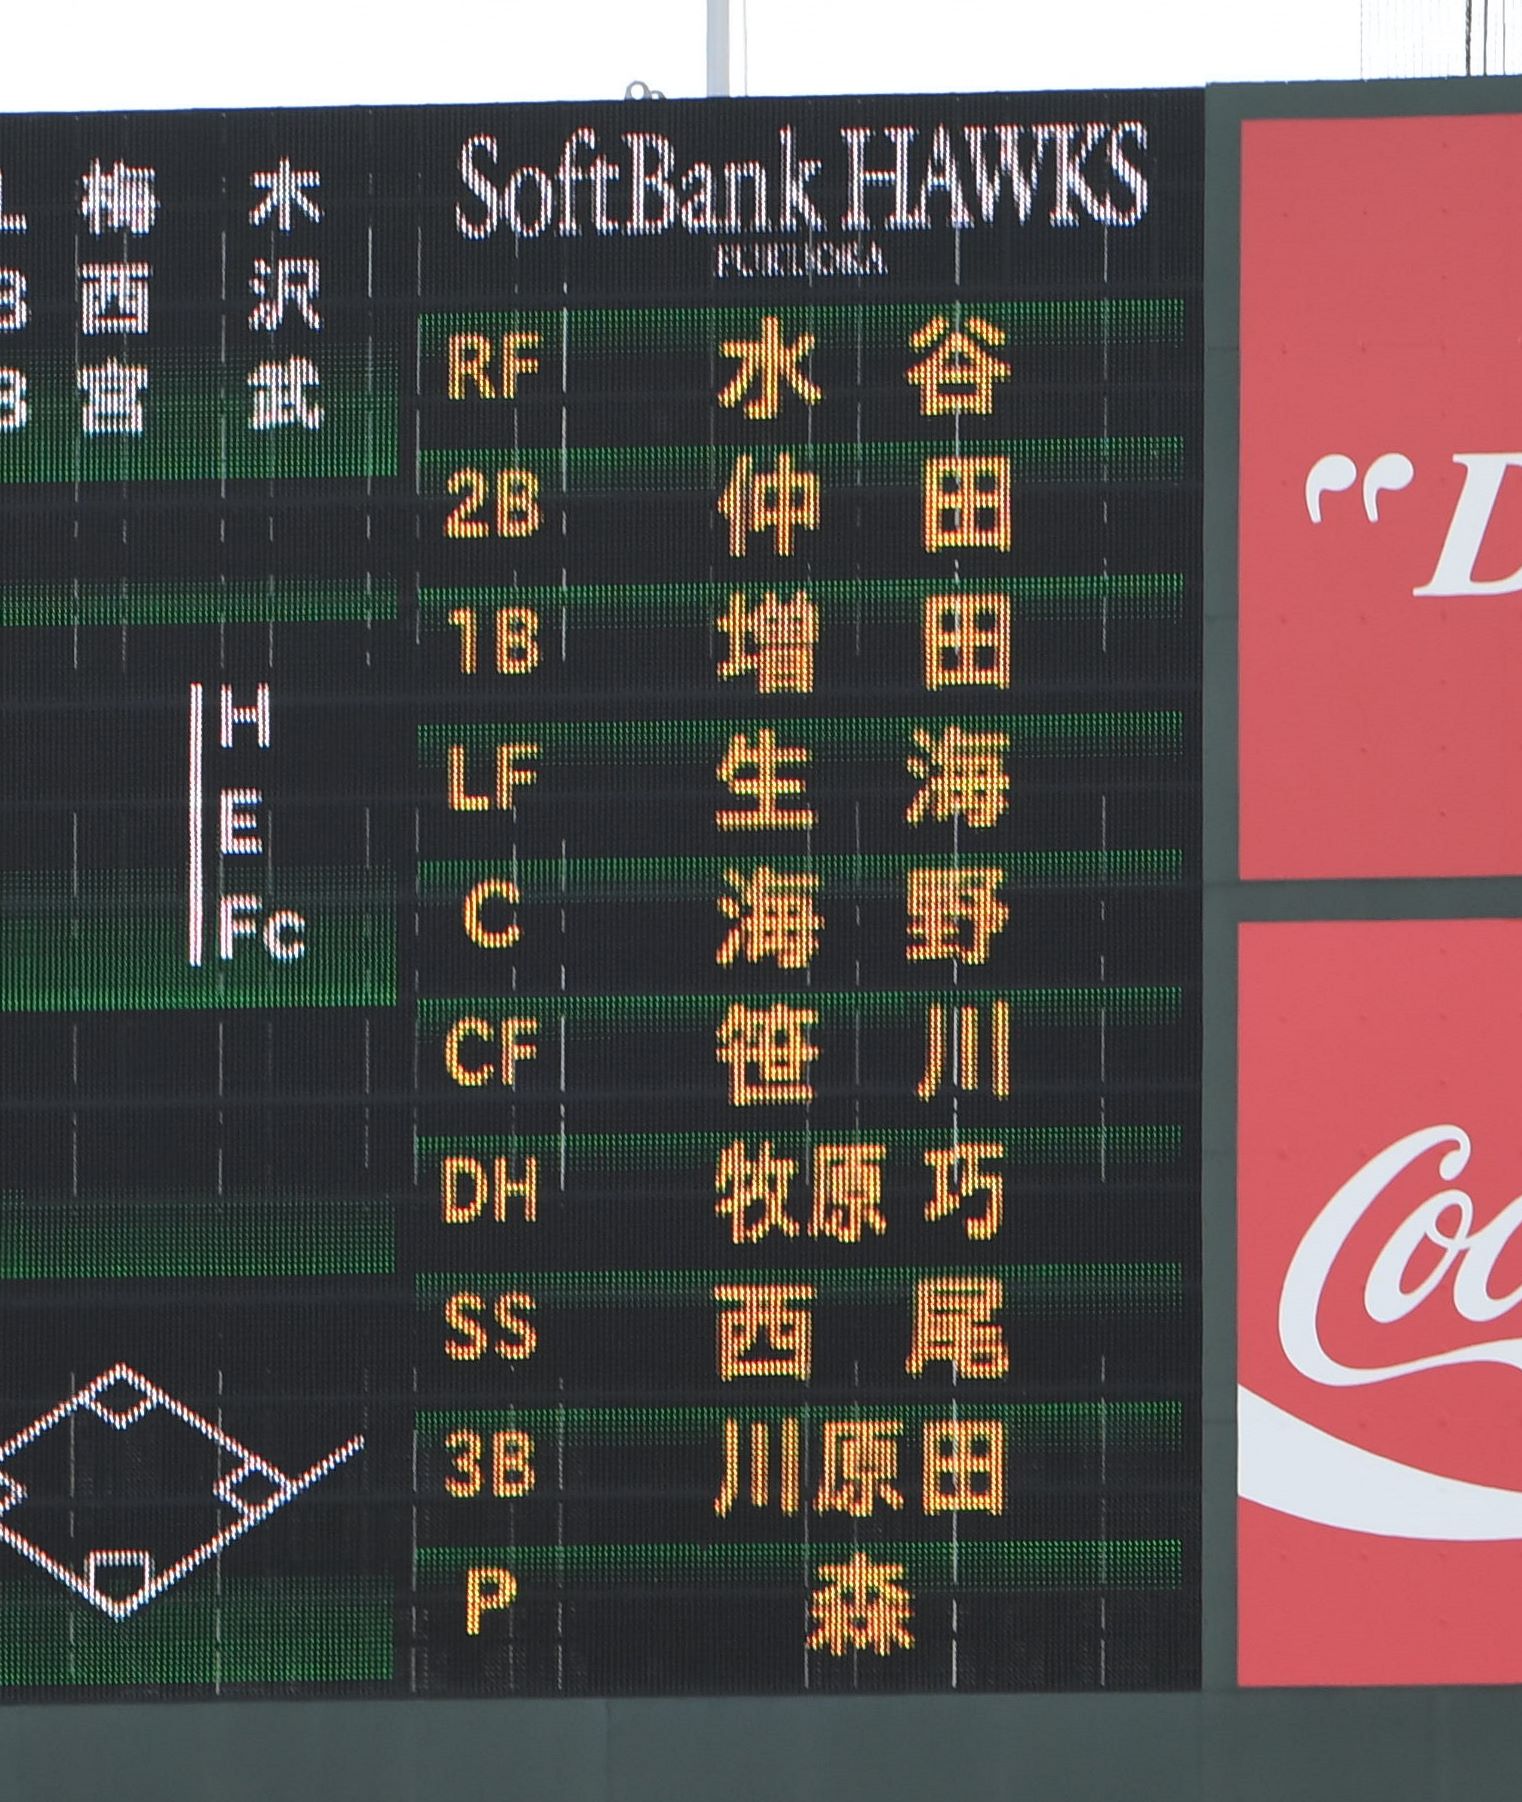 梅 木
B 西 沢
B 宮 武
H
E
Fc
SoftBank HAWKS
FUKUOKA
RF 水谷
2B 仲田
1B 増田
LF 生海
C 海野
CF 笹川
DH 牧原巧
SS 西尾
3B 川原田
P 森
"D
Coc